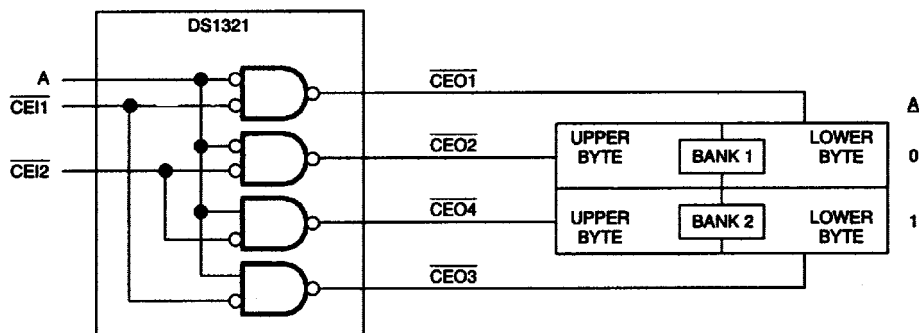 DS1321
A
CEI1
CEI2
CEO1
CEO2
CEO4
CEO3
A
UPPER BYTE
BANK 1
LOWER BYTE
0
UPPER BYTE
BANK 2
LOWER BYTE
1